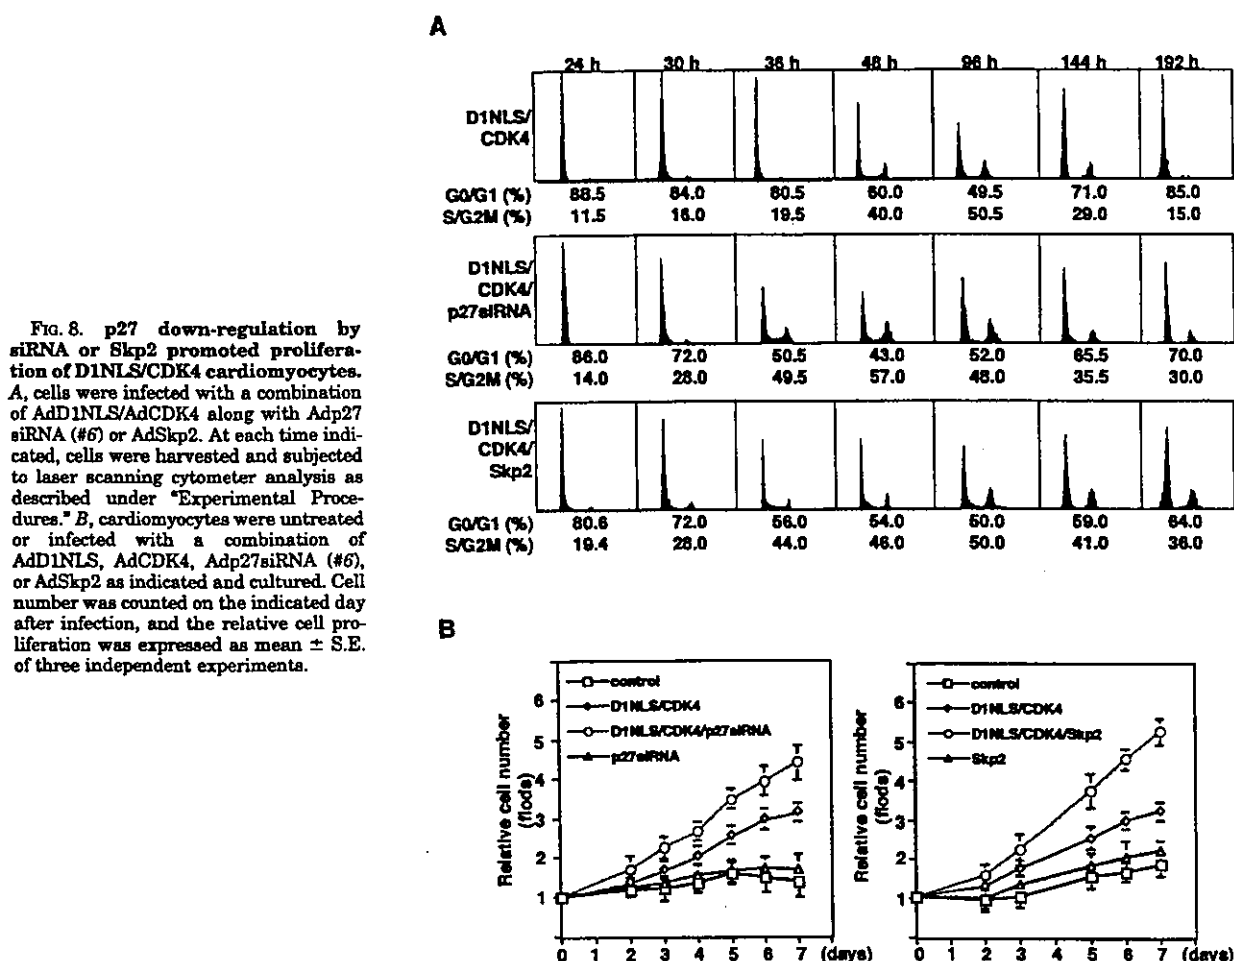 FIG. 8. p27 down-regulation by
siRNA or Skp2 promoted prolifera-
tion of D1NLS/CDK4 cardiomyocytes.
A, cells were infected with a combination
of AdD1NLS/AdCDK4 along with Adp27
siRNA (#6) or AdSkp2. At each time indi-
cated, cells were harvested and subjected
to laser scanning cytometer analysis as
described under "Experimental Proce-
dures." B, cardiomyocytes were untreated
or infected with a combination of
AdD1NLS, AdCDK4, Adp27siRNA (#6),
or AdSkp2 as indicated and cultured. Cell
number was counted on the indicated day
after infection, and the relative cell pro-
liferation was expressed as mean ± S.E.
of three independent experiments.
A
24 h 30 h 36 h 48 h 96 h 144 h 192 h
D1NLS/
CDK4
G0/G1 (%) 88.5 84.0 80.5 60.0 49.5 71.0 85.0
S/G2M (%) 11.5 16.0 19.5 40.0 50.5 29.0 15.0
D1NLS/
CDK4/
p27siRNA
G0/G1 (%) 86.0 72.0 50.5 43.0 52.0 65.5 70.0
S/G2M (%) 14.0 28.0 49.5 57.0 48.0 35.5 30.0
D1NLS/
CDK4/
Skp2
G0/G1 (%) 80.6 72.0 56.0 54.0 50.0 59.0 64.0
S/G2M (%) 19.4 28.0 44.0 46.0 50.0 41.0 36.0
B
Relative cell number
(flods)
6
5
4
3
2
1
control
D1NLS/CDK4
D1NLS/CDK4/p27siRNA
p27siRNA
0 1 2 3 4 5 6 7 (days)
Relative cell number
(flods)
6
5
4
3
2
1
control
D1NLS/CDK4
D1NLS/CDK4/Skp2
Skp2
0 1 2 3 4 5 6 7 (days)